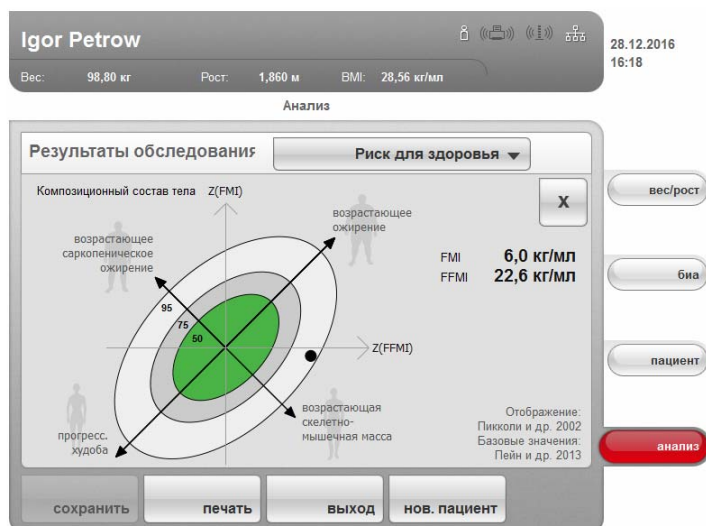 Igor Petrow
28.12.2016
16:18
Вес: 98,80 кг Рост: 1,860 м BMI: 28,56 кг/мл
Анализ
Результаты обследования
Риск для здоровья
Композиционный состав тела Z(FMI)
X
вес/рост
возрастающее
ожирение
возрастающее
саркопеническое
ожирение
FMI 6,0 кг/мл
FFMI 22,6 кг/мл
биа
95
75
50
Z(FFMI)
пациент
возрастающая
скелетно-
мышечная масса
прогресс.
худоба
Отображение:
Пикколи и др. 2002
Базовые значения:
Пейн и др. 2013
анализ
сохранить печать выход нов. пациент